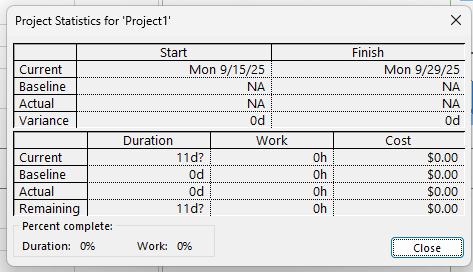 Project Statistics for 'Project1'
Start Finish
Current Mon 9/15/25 Mon 9/29/25
Baseline NA NA
Actual NA NA
Variance 0d 0d
Duration Work Cost
Current 11d? 0h $0.00
Baseline 0d 0h $0.00
Actual 0d 0h $0.00
Remaining 11d? 0h $0.00
Percent complete:
Duration: 0% Work: 0%
Close